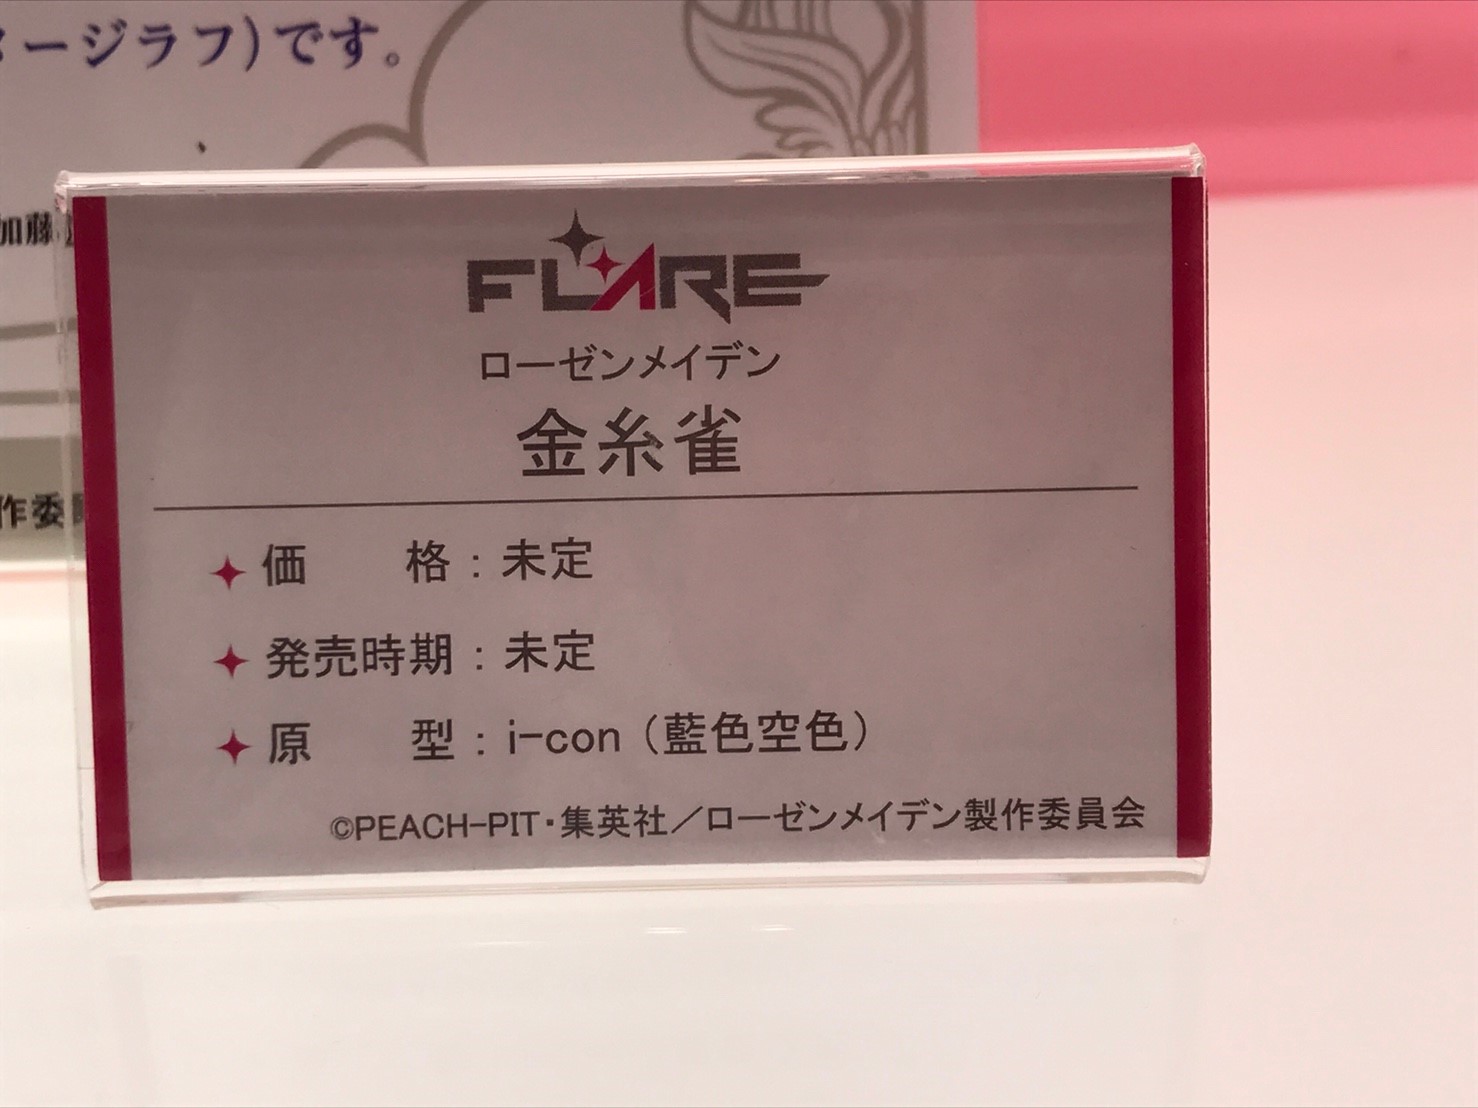 ージラフ)です。
加藤
作委
FLARE
ローゼンメイデン
金糸雀
価　　格：未定
発売時期：未定
原　　型：i-con（藍色空色）
©PEACH-PIT・集英社／ローゼンメイデン製作委員会